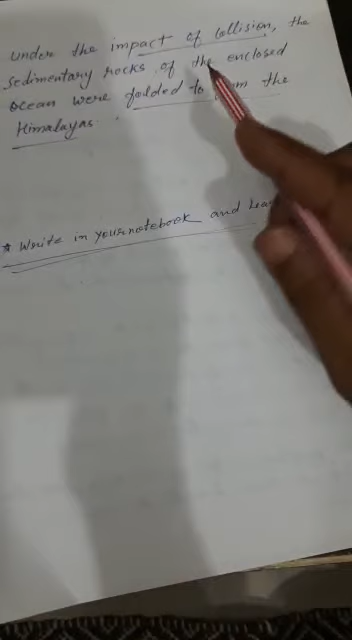 under the impact of collision, the
sedimentary rocks of the enclosed
ocean were folded to the
Himalayas.
* Write in your notebook and